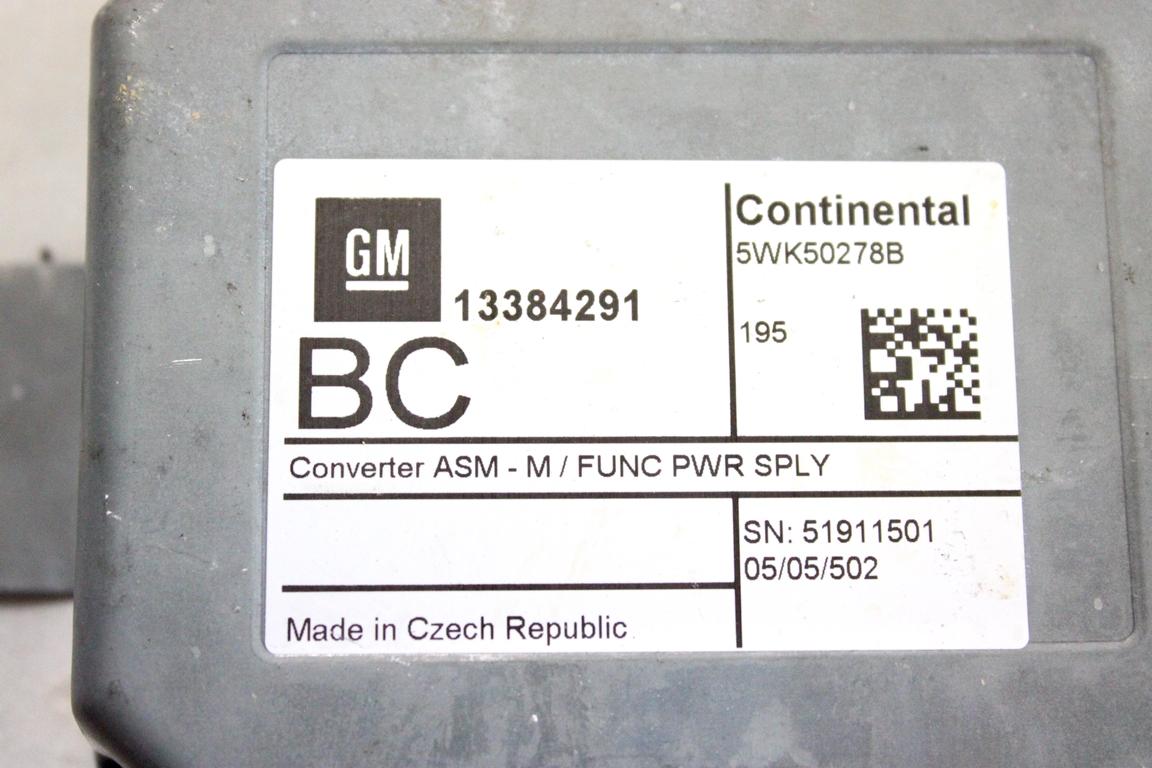 GM
13384291
BC
Continental
5WK50278B
195
Converter ASM - M / FUNC PWR SPLY
SN: 51911501
05/05/502
Made in Czech Republic